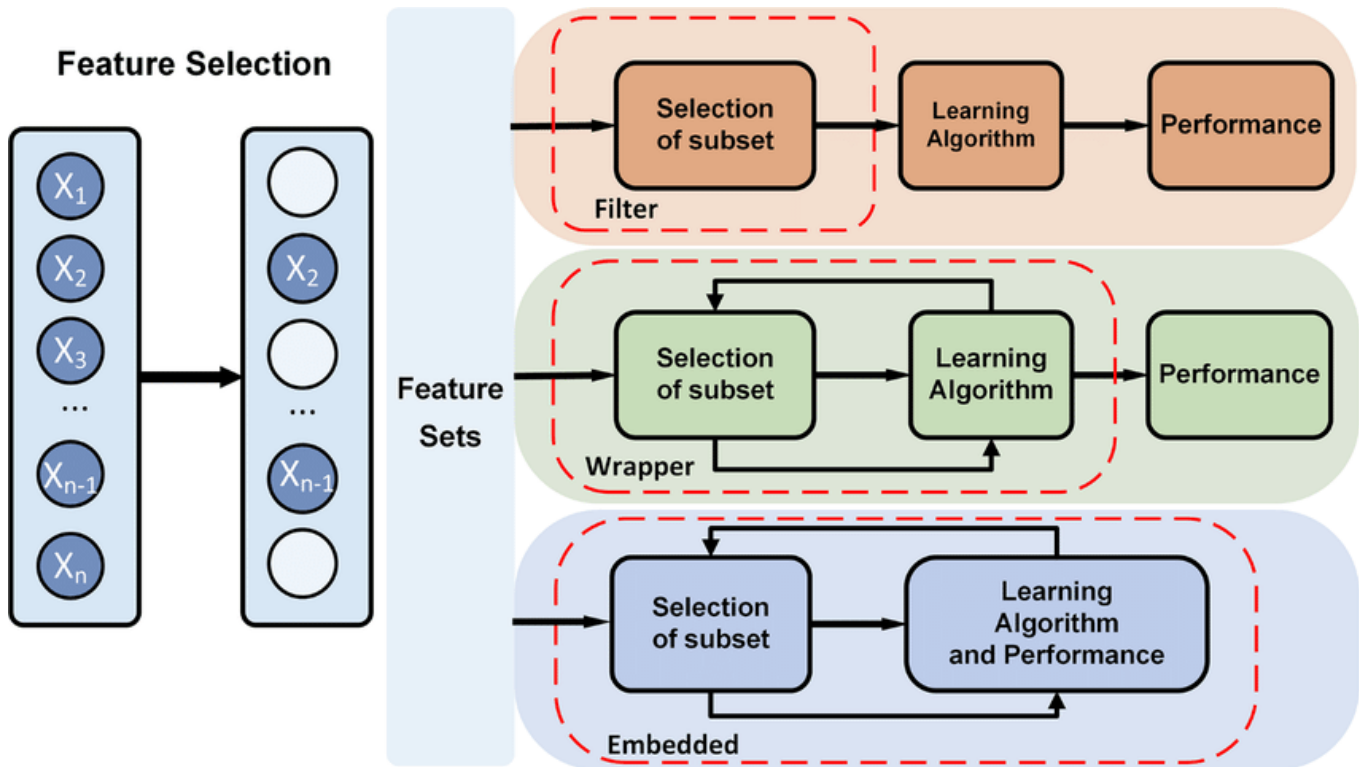 Feature Selection
X1
X2
X3
...
Xn-1
Xn
X2
...
Xn-1
Feature
Sets
Selection
of subset
Learning
Algorithm
Performance
Filter
Selection
of subset
Learning
Algorithm
Performance
Wrapper
Selection
of subset
Learning
Algorithm
and Performance
Embedded